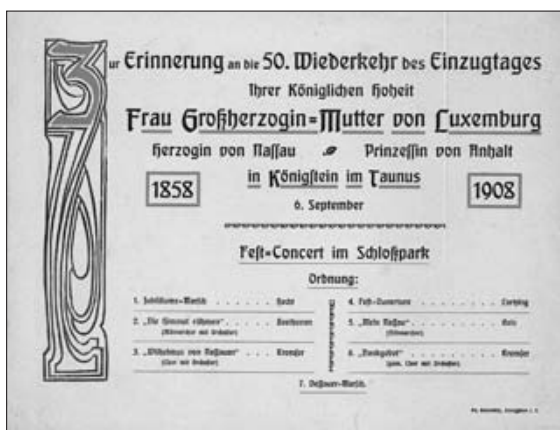 Zur Erinnerung an die 50. Wiederkehr des Einzugtages
Ihrer Königlichen Hoheit
Frau Großherzogin=Mutter von Luxemburg
Herzogin von Nassau Prinzessin von Anhalt
1858 in Königstein im Taunus 1908
6. September
Fest=Concert im Schloßpark
Ordnung:
1. Jubiläums=Marsch . . . . . .
2. „Die Himmel rühmen“ . . . . Beethoven
(Männerchor mit Orchester)
3. „Wilhelmus von Nassauen“ . . . Kremser
(Chor mit Orchester)
4. Fest=Ouverture . . . . . Lortzing
5. „Mein Nassau“ . . . . .
(Männerchor)
6. „Dankgebet“ . . . . . Kremser
(gem. Chor mit Orchester)
7. Dessauer=Marsch.